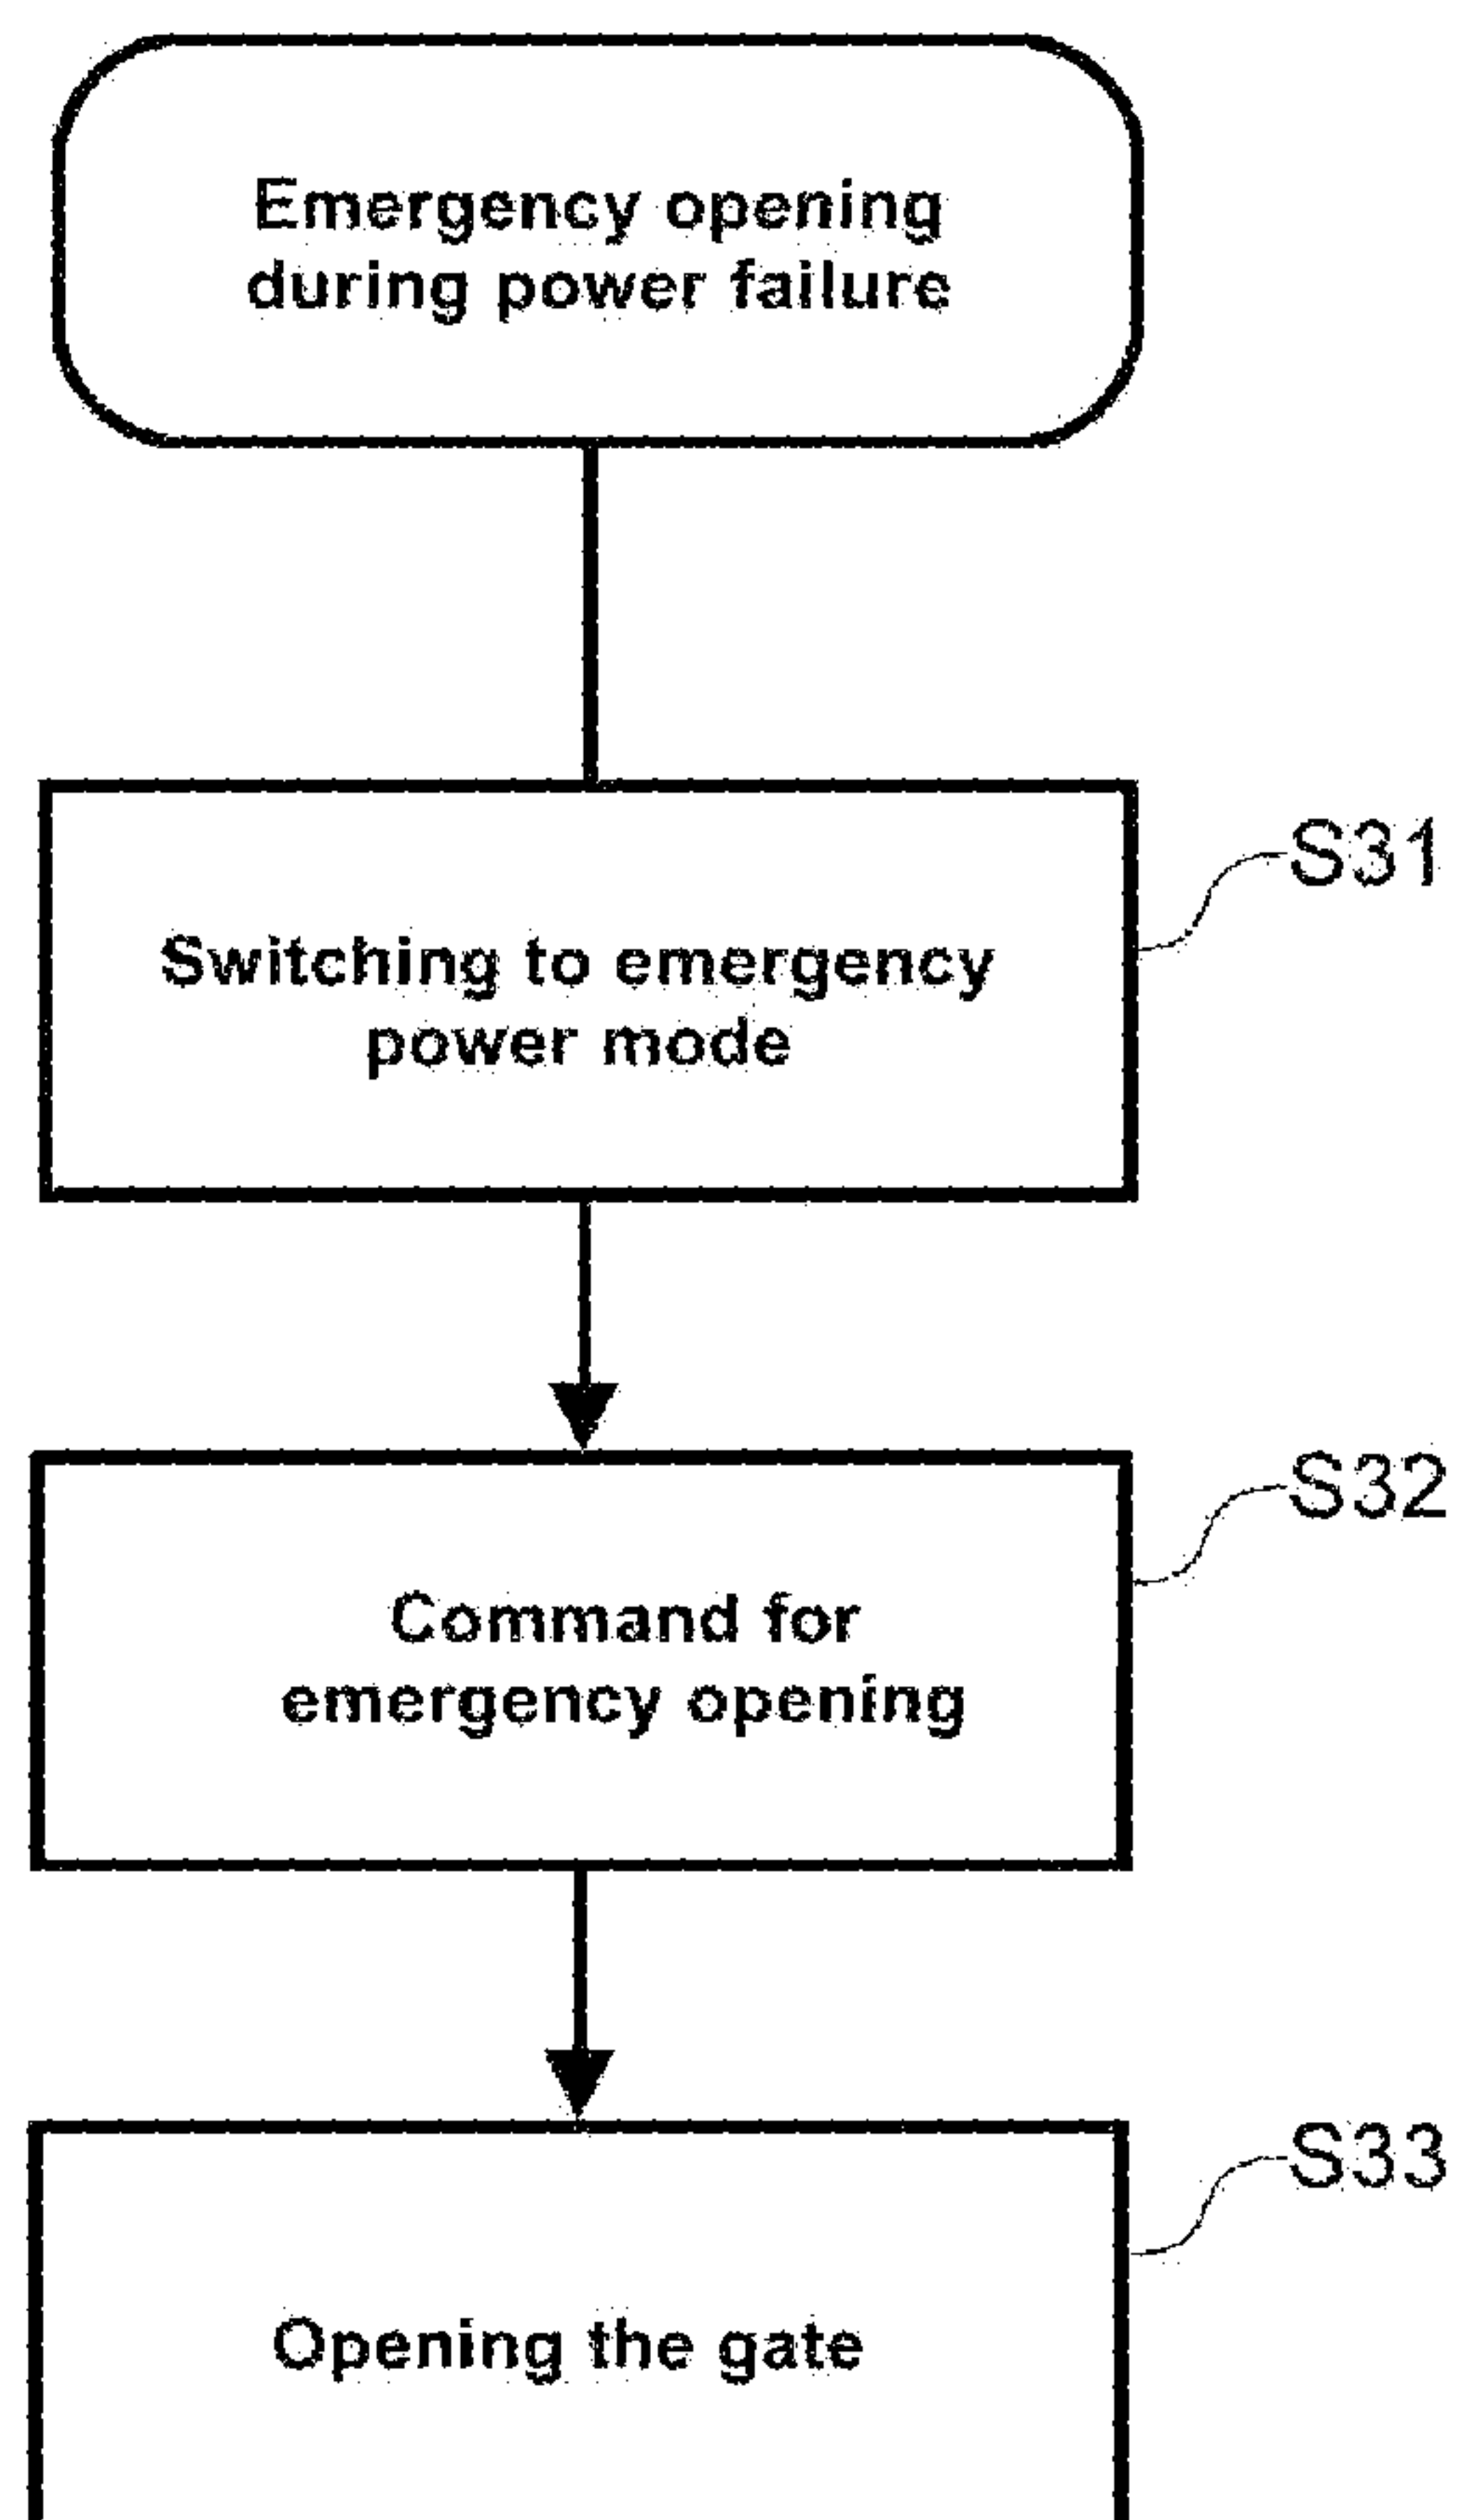 Emergency opening
during power failure
S31
Switching to emergency
power mode
S32
Command for
emergency opening
S33
Opening the gate